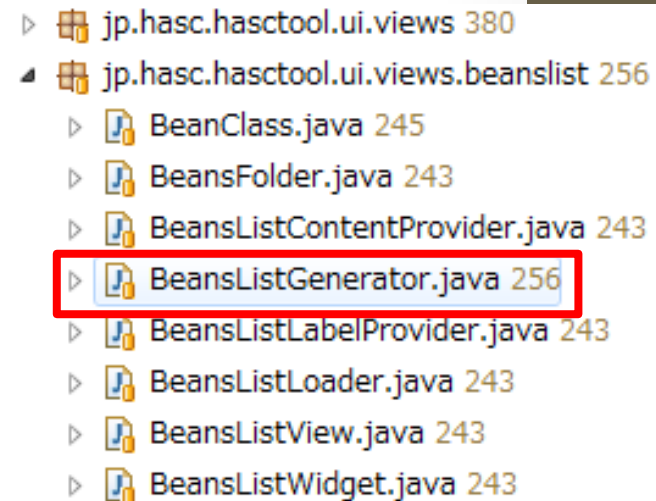 jp.hasc.hasctool.ui.views 380
jp.hasc.hasctool.ui.views.beanslist 256
BeanClass.java 245
BeansFolder.java 243
BeansListContentProvider.java 243
BeansListGenerator.java 256
BeansListLabelProvider.java 243
BeansListLoader.java 243
BeansListView.java 243
BeansListWidget.java 243